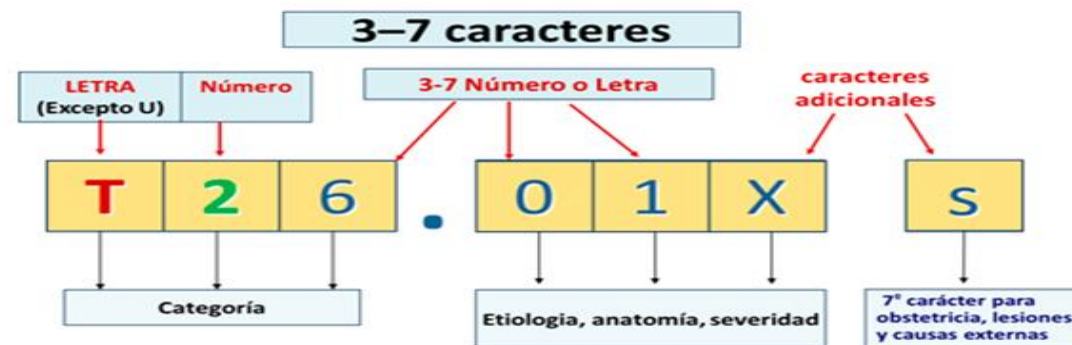 3–7 caracteres
LETRA
(Excepto U)
Número
3-7 Número o Letra
caracteres
adicionales
T 2 6 . 0 1 X s
Categoría
Etiologia, anatomía, severidad
7º carácter para
obstetricia, lesiones
y causas externas